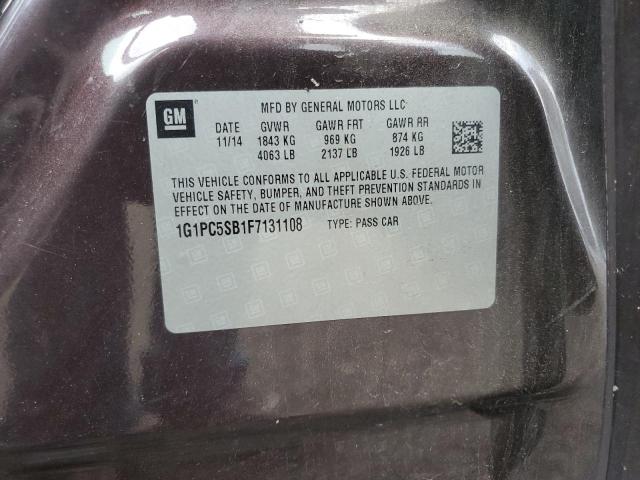 GM
MFD BY GENERAL MOTORS LLC
DATE GVWR GAWR FRT GAWR RR
11/14 1843 KG 969 KG 874 KG
4063 LB 2137 LB 1926 LB
THIS VEHICLE CONFORMS TO ALL APPLICABLE U.S. FEDERAL MOTOR
VEHICLE SAFETY, BUMPER, AND THEFT PREVENTION STANDARDS IN
EFFECT ON THE DATE OF MANUFACTURE SHOWN ABOVE.
1G1PC5SB1F7131108 TYPE: PASS CAR